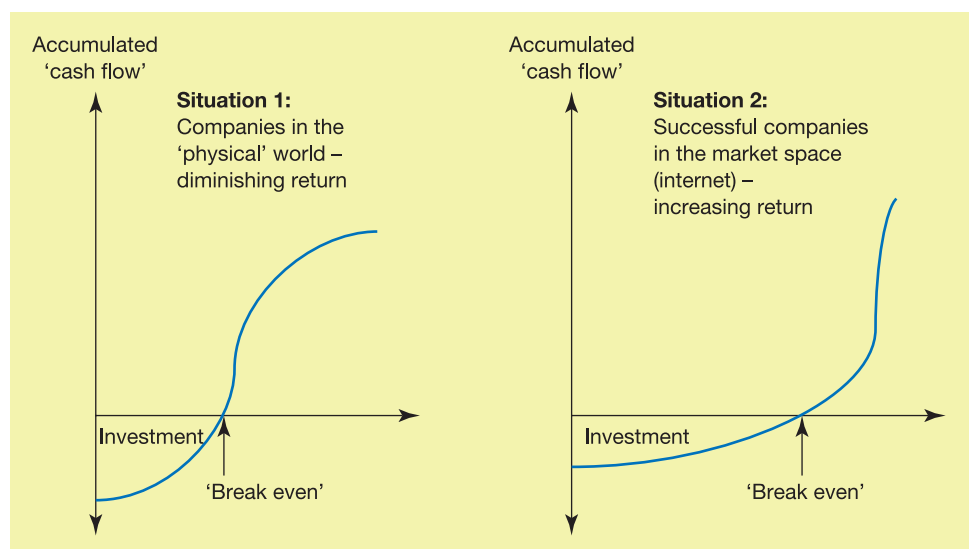 Accumulated
‘cash flow’
Situation 1:
Companies in the
‘physical’ world –
diminishing return
Investment
‘Break even’
Accumulated
‘cash flow’
Situation 2:
Successful companies
in the market space
(internet) –
increasing return
Investment
‘Break even’